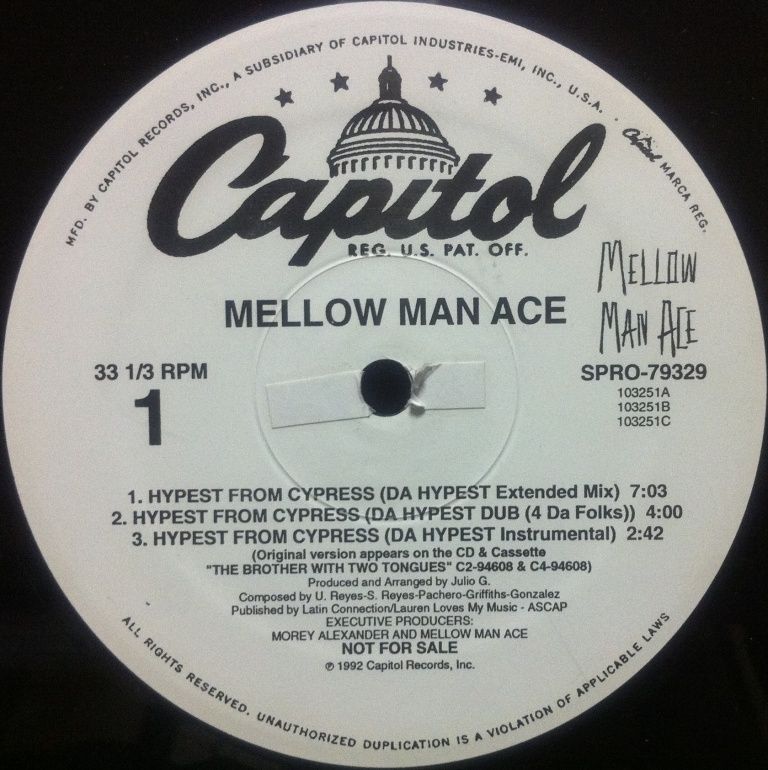 MFD. BY CAPITOL RECORDS, INC., A SUBSIDIARY OF CAPITOL INDUSTRIES-EMI, INC., U.S.A. . Capitol MARCA REG.
Capitol
REG. U.S. PAT. OFF.
MELLOW MAN ACE
MELLOW
MAN ACE
33 1/3 RPM
1
SPRO-79329
103251A
103251B
103251C
1. HYPEST FROM CYPRESS (DA HYPEST Extended Mix) 7:03
2. HYPEST FROM CYPRESS (DA HYPEST DUB (4 Da Folks)) 4:00
3. HYPEST FROM CYPRESS (DA HYPEST Instrumental) 2:42
(Original version appears on the CD & Cassette
"THE BROTHER WITH TWO TONGUES" C2-94608 & C4-94608)
Produced and Arranged by Julio G.
Composed by U. Reyes-S. Reyes-Pachero-Griffiths-Gonzalez
Published by Latin Connection/Lauren Loves My Music - ASCAP
EXECUTIVE PRODUCERS:
MOREY ALEXANDER AND MELLOW MAN ACE
NOT FOR SALE
℗ 1992 Capitol Records, Inc.
ALL RIGHTS RESERVED. UNAUTHORIZED DUPLICATION IS A VIOLATION OF APPLICABLE LAWS